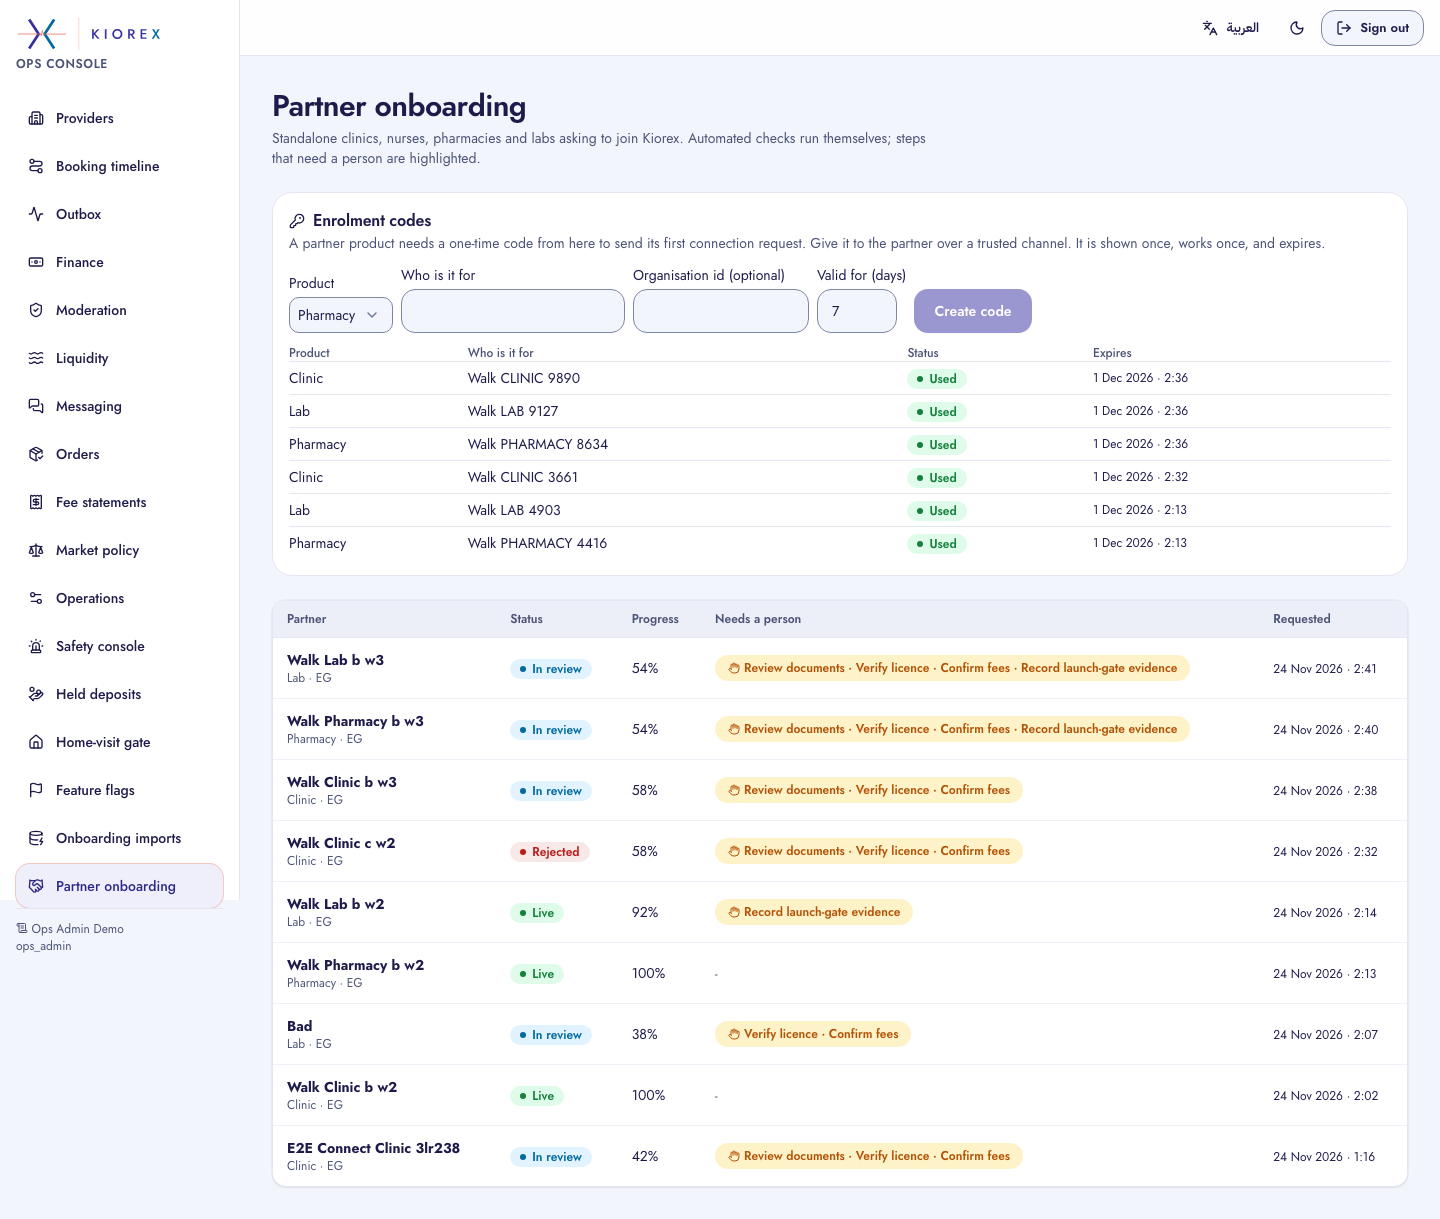 KIOREX
OPS CONSOLE
العربية
Sign out
Providers
Booking timeline
Outbox
Finance
Moderation
Liquidity
Messaging
Orders
Fee statements
Market policy
Operations
Safety console
Held deposits
Home-visit gate
Feature flags
Onboarding imports
Partner onboarding
Ops Admin Demo
ops_admin
Partner onboarding
Standalone clinics, nurses, pharmacies and labs asking to join Kiorex. Automated checks run themselves; steps
that need a person are highlighted.
Enrolment codes
A partner product needs a one-time code from here to send its first connection request. Give it to the partner over a trusted channel. It is shown once, works once, and expires.
Product Who is it for Organisation id (optional) Valid for (days)
Pharmacy 7 Create code
Product Who is it for Status Expires
Clinic Walk CLINIC 9890 Used 1 Dec 2026 · 2:36
Lab Walk LAB 9127 Used 1 Dec 2026 · 2:36
Pharmacy Walk PHARMACY 8634 Used 1 Dec 2026 · 2:36
Clinic Walk CLINIC 3661 Used 1 Dec 2026 · 2:32
Lab Walk LAB 4903 Used 1 Dec 2026 · 2:13
Pharmacy Walk PHARMACY 4416 Used 1 Dec 2026 · 2:13
Partner Status Progress Needs a person Requested
Walk Lab b w3 In review 54% Review documents · Verify licence · Confirm fees · Record launch-gate evidence 24 Nov 2026 · 2:41
Lab · EG
Walk Pharmacy b w3 In review 54% Review documents · Verify licence · Confirm fees · Record launch-gate evidence 24 Nov 2026 · 2:40
Pharmacy · EG
Walk Clinic b w3 In review 58% Review documents · Verify licence · Confirm fees 24 Nov 2026 · 2:38
Clinic · EG
Walk Clinic c w2 Rejected 58% Review documents · Verify licence · Confirm fees 24 Nov 2026 · 2:32
Clinic · EG
Walk Lab b w2 Live 92% Record launch-gate evidence 24 Nov 2026 · 2:14
Lab · EG
Walk Pharmacy b w2 Live 100% - 24 Nov 2026 · 2:13
Pharmacy · EG
Bad In review 38% Verify licence · Confirm fees 24 Nov 2026 · 2:07
Lab · EG
Walk Clinic b w2 Live 100% - 24 Nov 2026 · 2:02
Clinic · EG
E2E Connect Clinic 3lr238 In review 42% Review documents · Verify licence · Confirm fees 24 Nov 2026 · 1:16
Clinic · EG